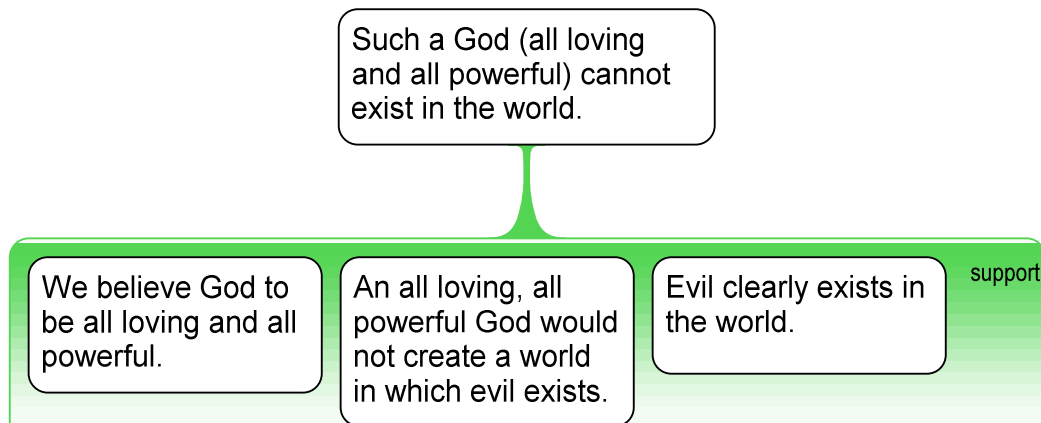 Such a God (all loving
and all powerful) cannot
exist in the world.
We believe God to
be all loving and all
powerful.
An all loving, all
powerful God would
not create a world
in which evil exists.
Evil clearly exists in
the world.
support